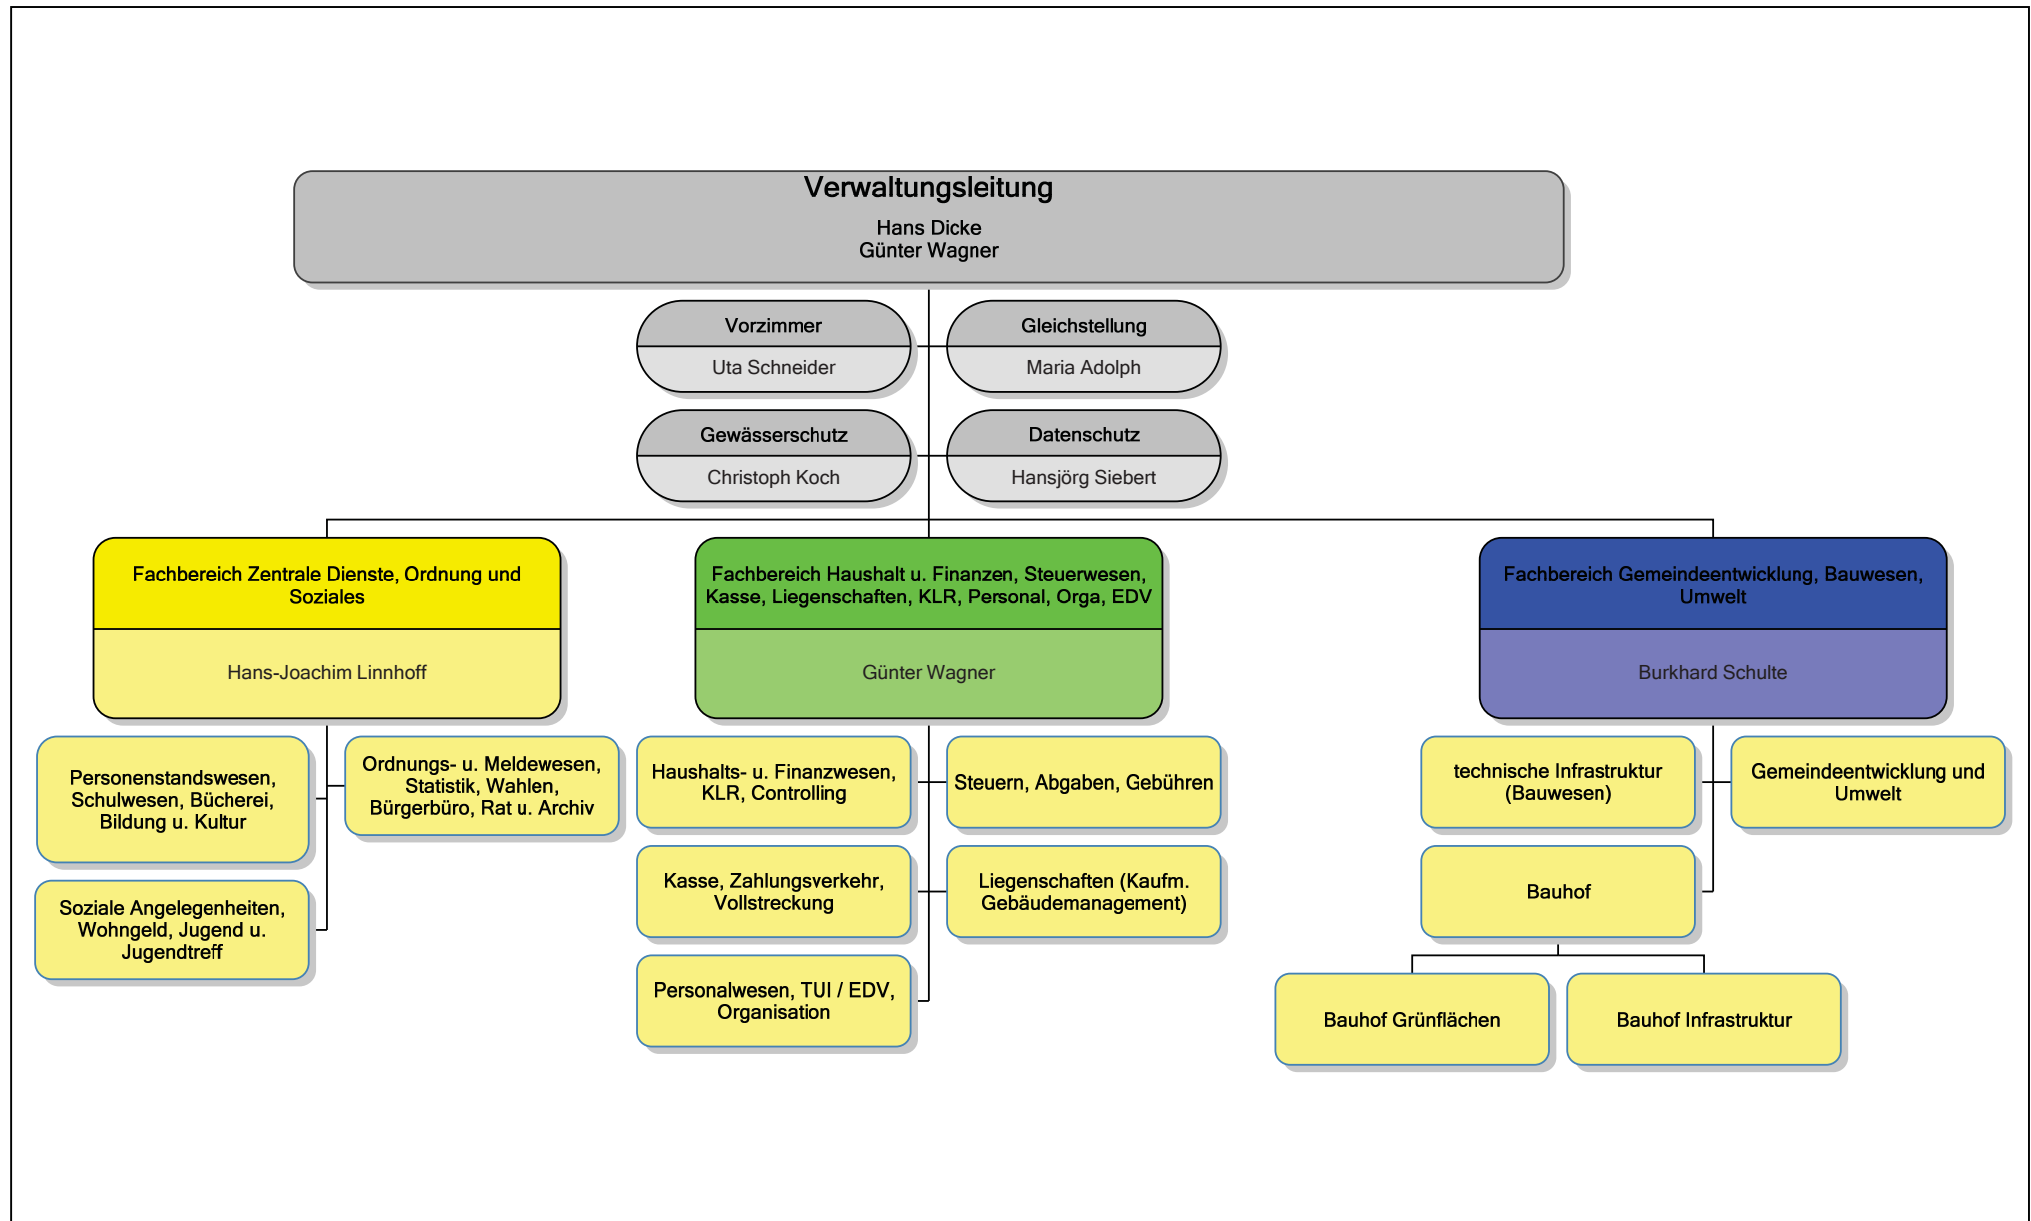 Verwaltungsleitung
Hans Dicke
Günter Wagner
Vorzimmer
Uta Schneider
Gleichstellung
Maria Adolph
Gewässerschutz
Christoph Koch
Datenschutz
Hansjörg Siebert
Fachbereich Zentrale Dienste, Ordnung und
Soziales
Hans-Joachim Linnhoff
Fachbereich Haushalt u. Finanzen, Steuerwesen,
Kasse, Liegenschaften, KLR, Personal, Orga, EDV
Günter Wagner
Fachbereich Gemeindeentwicklung, Bauwesen,
Umwelt
Burkhard Schulte
Personenstandswesen,
Schulwesen, Bücherei,
Bildung u. Kultur
Ordnungs- u. Meldewesen,
Statistik, Wahlen,
Bürgerbüro, Rat u. Archiv
Soziale Angelegenheiten,
Wohngeld, Jugend u.
Jugendtreff
Haushalts- u. Finanzwesen,
KLR, Controlling
Steuern, Abgaben, Gebühren
Kasse, Zahlungsverkehr,
Vollstreckung
Liegenschaften (Kaufm.
Gebäudemanagement)
Personalwesen, TUI / EDV,
Organisation
technische Infrastruktur
(Bauwesen)
Gemeindeentwicklung und
Umwelt
Bauhof
Bauhof Grünflächen
Bauhof Infrastruktur